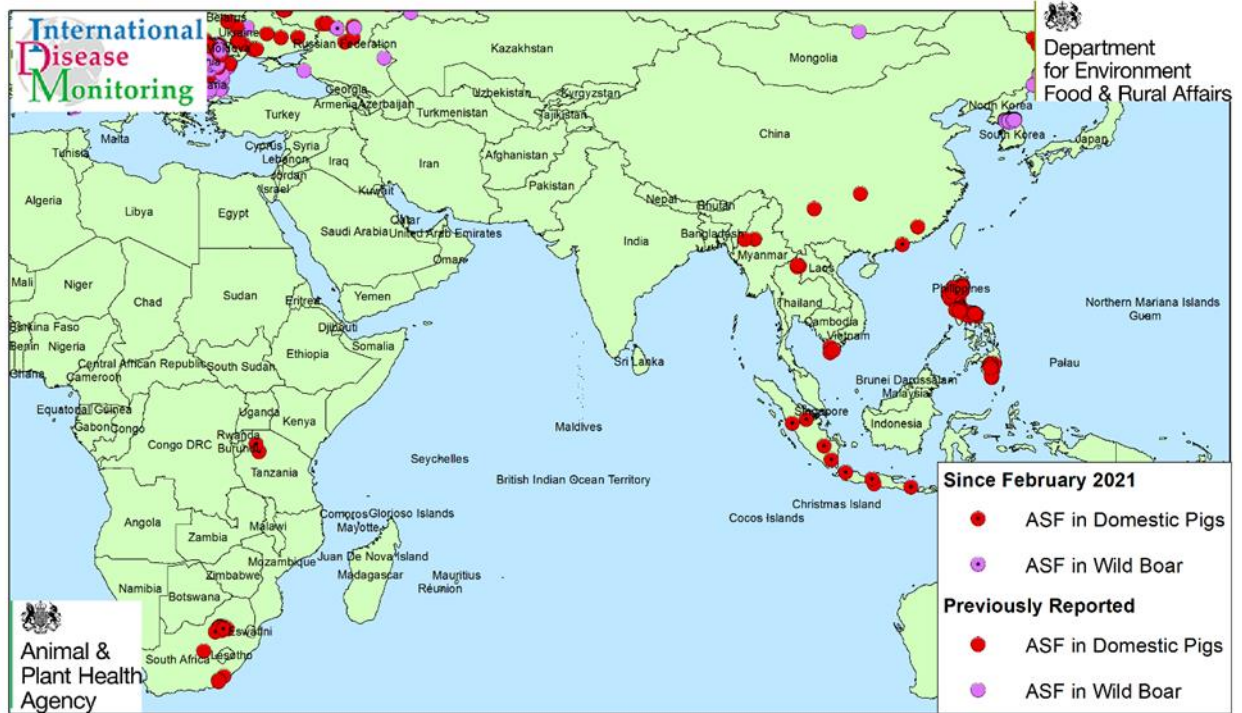 International
Disease
Monitoring
Department
for Environment
Food & Rural Affairs
Belarus
Ukraine
Moldova
Russian Federation
Kazakhstan
Mongolia
Georgia
Armenia
Azerbaijan
Uzbekistan
Kyrgyzstan
Turkmenistan
Tajikistan
North Korea
South Korea
Japan
Turkey
China
Malta
Tunisia
Cyprus
Syria
Lebanon
Iraq
Iran
Afghanistan
Jordan
Israel
Kuwait
Pakistan
Nepal
Bhutan
Algeria
Libya
Egypt
Qatar
Saudi Arabia
United Arab Emirates
Bangladesh
India
Myanmar
Oman
Laos
Mali
Niger
Chad
Sudan
Eritrea
Yemen
Thailand
Philippines
Northern Mariana Islands
Guam
Burkina Faso
Djibouti
Cambodia
Benin
Nigeria
Ethiopia
Somalia
Vietnam
Ghana
Central African Republic
South Sudan
Cameroon
Sri Lanka
Palau
Brunei Darussalam
Malaysia
Equatorial Guinea
Uganda
Kenya
Singapore
Gabon
Congo
Congo DRC
Rwanda
Burundi
Maldives
Indonesia
Tanzania
Seychelles
British Indian Ocean Territory
Christmas Island
Cocos Islands
Angola
Comoros
Glorioso Islands
Mayotte
Malawi
Zambia
Mozambique
Juan De Nova Island
Zimbabwe
Madagascar
Mauritius
Réunion
Namibia
Botswana
Eswatini
South Africa
Lesotho
Animal &
Plant Health
Agency
Since February 2021
ASF in Domestic Pigs
ASF in Wild Boar
Previously Reported
ASF in Domestic Pigs
ASF in Wild Boar